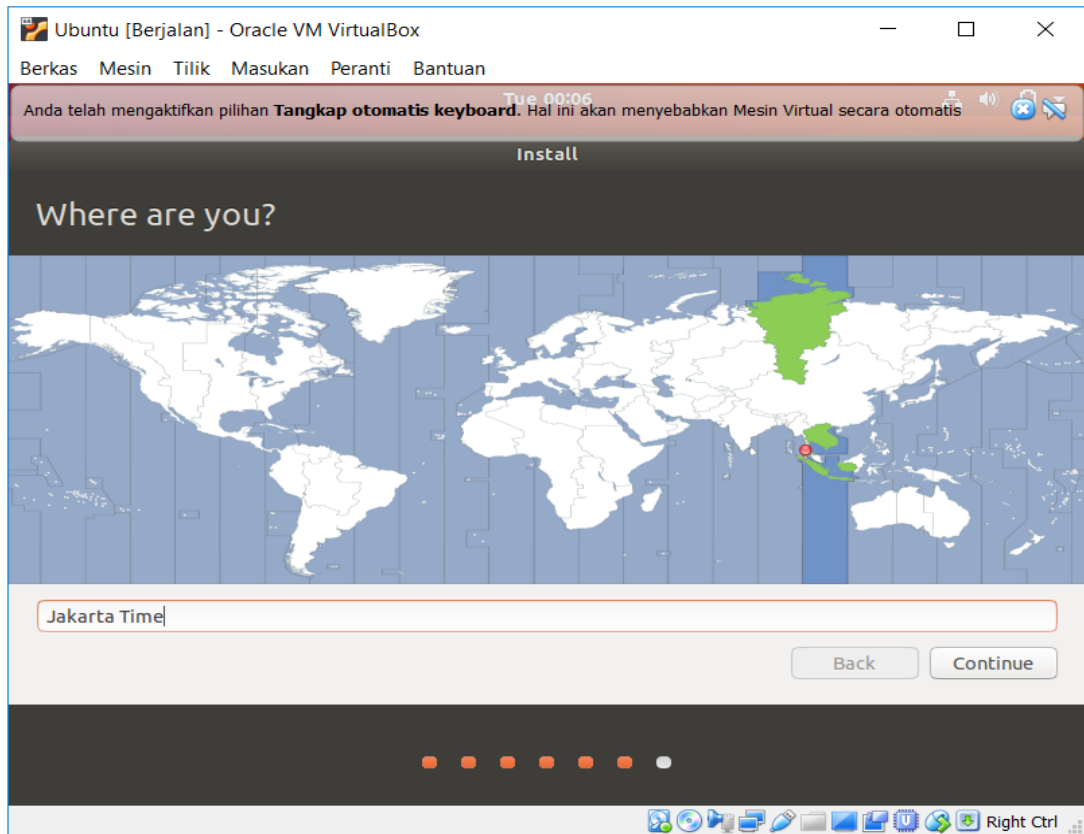 Ubuntu [Berjalan] - Oracle VM VirtualBox
Berkas Mesin Tilik Masukan Peranti Bantuan
Tue 00:06
Anda telah mengaktifkan pilihan Tangkap otomatis keyboard. Hal ini akan menyebabkan Mesin Virtual secara otomatis
Install
Where are you?
Jakarta Time
Back Continue
Right Ctrl